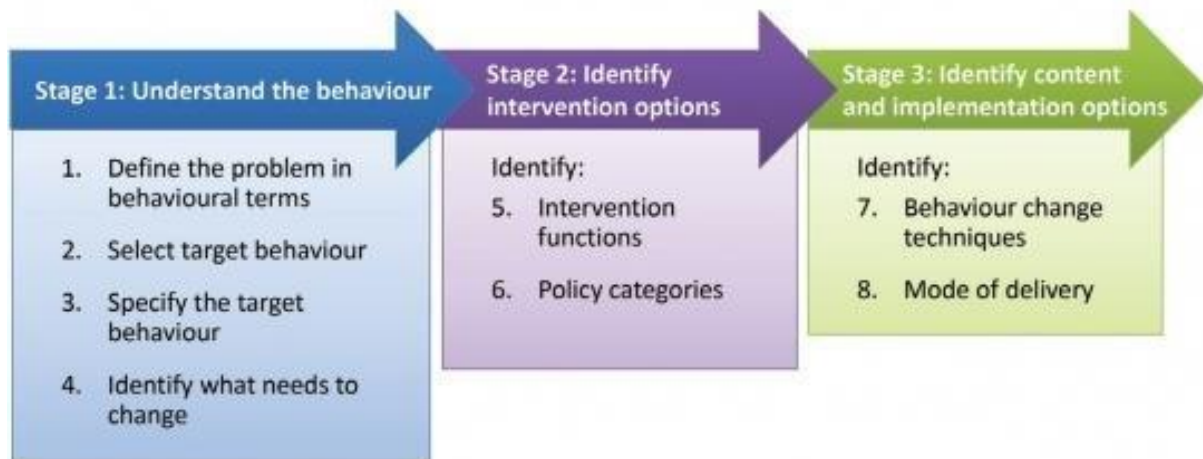 Stage 1: Understand the behaviour
1. Define the problem in
behavioural terms
2. Select target behaviour
3. Specify the target
behaviour
4. Identify what needs to
change
Stage 2: Identify
intervention options
Identify:
5. Intervention
functions
6. Policy categories
Stage 3: Identify content
and implementation options
Identify:
7. Behaviour change
techniques
8. Mode of delivery